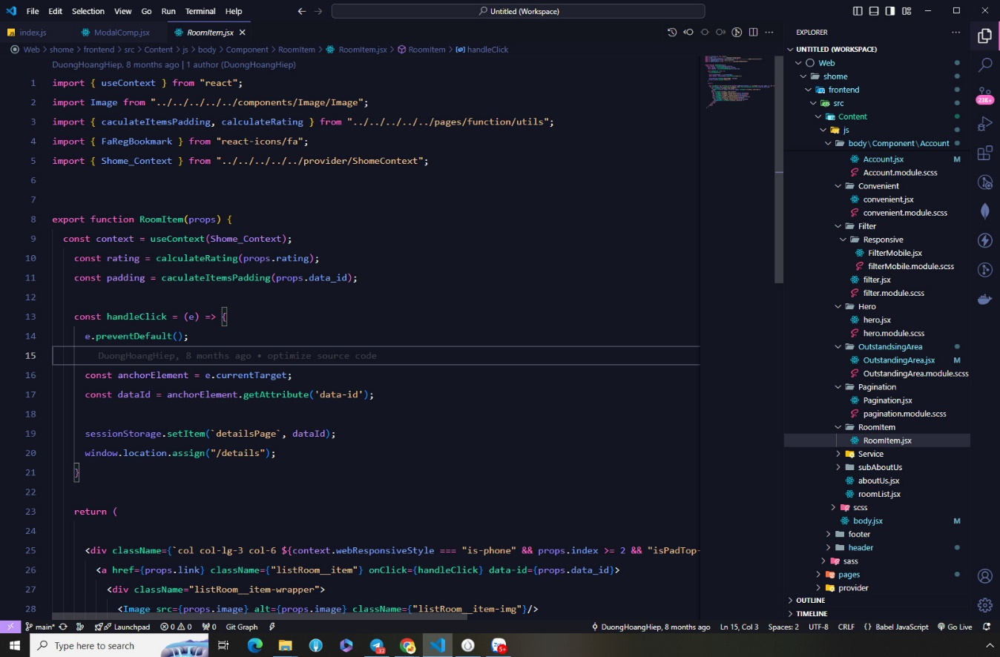 File Edit Selection View Go Run Terminal Help
Untitled (Workspace)
index.js
ModalComp.jsx
RoomItem.jsx
Web > shome > frontend > src > Content > js > body > Component > RoomItem > RoomItem.jsx > RoomItem > handleClick
DuongHoangHiep, 8 months ago | 1 author (DuongHoangHiep)
1 import { useContext } from "react";
2 import Image from "../../../../components/Image/Image";
3 import { caculateItemsPadding, calculateRating } from "../../../../../pages/function/utils";
4 import { FaRegBookmark } from "react-icons/fa";
5 import { Shome_Context } from "../../../../../provider/ShomeContext";
6
7
8 export function RoomItem(props) {
9 const context = useContext(Shome_Context);
10 const rating = calculateRating(props.rating);
11 const padding = caculateItemsPadding(props.data_id);
12
13 const handleClick = (e) => {
14 e.preventDefault();
15 DuongHoangHiep, 8 months ago • optimize source code
16 const anchorElement = e.currentTarget;
17 const dataId = anchorElement.getAttribute('data-id');
18
19 sessionStorage.setItem(`detailsPage`, dataId);
20 window.location.assign("/details");
21 }
22
23 return (
24
25 <div className={`col col-lg-3 col-6 ${context.webResponsiveStyle === "is-phone" && props.index >= 2 && "isPadTop-
26 <a href={props.link} className={"listRoom__item"} onClick={handleClick} data-id={props.data_id}>
27 <div className="listRoom__item-wrapper">
28 <Image src={props.image} alt={props.image} className={"listRoom__item-img"}/>
EXPLORER
UNTITLED (WORKSPACE)
Web
shome
frontend
src
Content
js
body\Component\Account
Account.jsx M
Account.module.scss
Convenient
convenient.jsx
convenient.module.scss
Filter
Responsive
FilterMobile.jsx
filterMobile.module.scss
filter.jsx
filter.module.scss
Hero
hero.jsx
hero.module.scss
OutstandsingArea
OutstandingArea.jsx M
OutstandingArea.module.scss
Pagination
Pagination.jsx
pagination.module.scss
RoomItem
RoomItem.jsx
Service
subAboutUs
aboutUs.jsx
roomList.jsx
scss
body.jsx M
footer
header
sass
pages
provider
OUTLINE
TIMELINE
23K+
main* Launchpad 0 0 0 Git Graph
DuongHoangHiep, 8 months ago Ln 15, Col 3 Spaces: 2 UTF-8 CRLF {} Babel JavaScript Go Live
Type here to search
32
5+